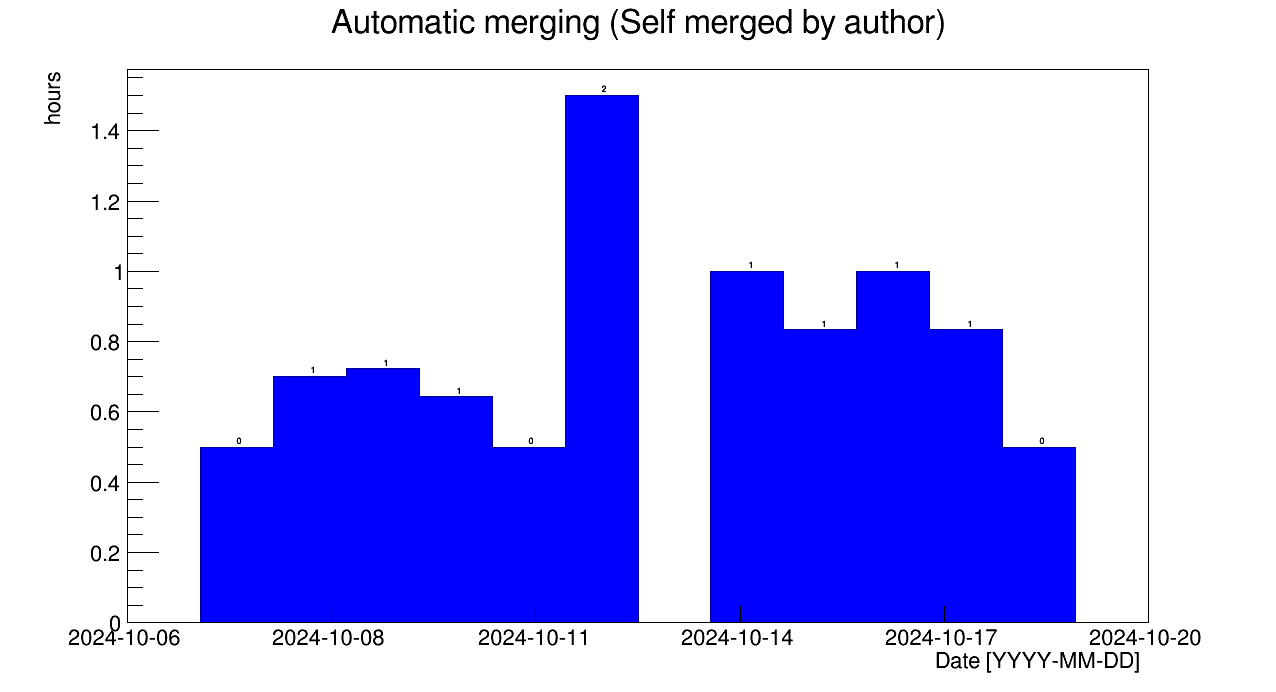 Automatic merging (Self merged by author)
hours
2
1.4
1.2
1 1 1
1 1 1
0.8
1 1 1
0.6
0 0 0
0.4
0.2
0
2024-10-06 2024-10-08 2024-10-11 2024-10-14 2024-10-17 2024-10-20
Date [YYYY-MM-DD]